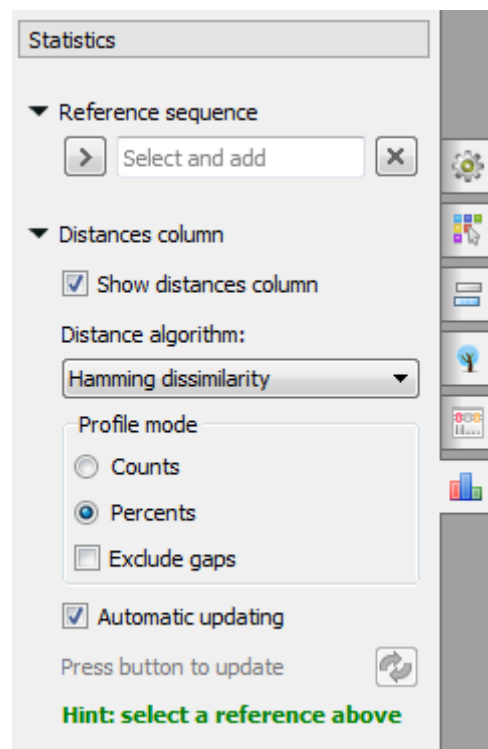 Statistics
Reference sequence
Select and add
Distances column
Show distances column
Distance algorithm:
Hamming dissimilarity
Profile mode
Counts
Percents
Exclude gaps
Automatic updating
Press button to update
Hint: select a reference above